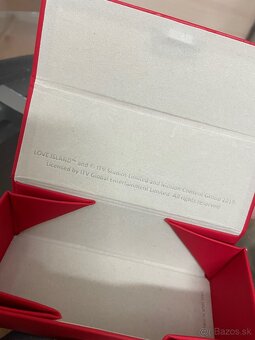 LOVE ISLAND™ and © ITV Studios Limited and Motion Content Group 2019.
Licensed by ITV Global Entertainment Limited. All rights reserved.
bazos.sk